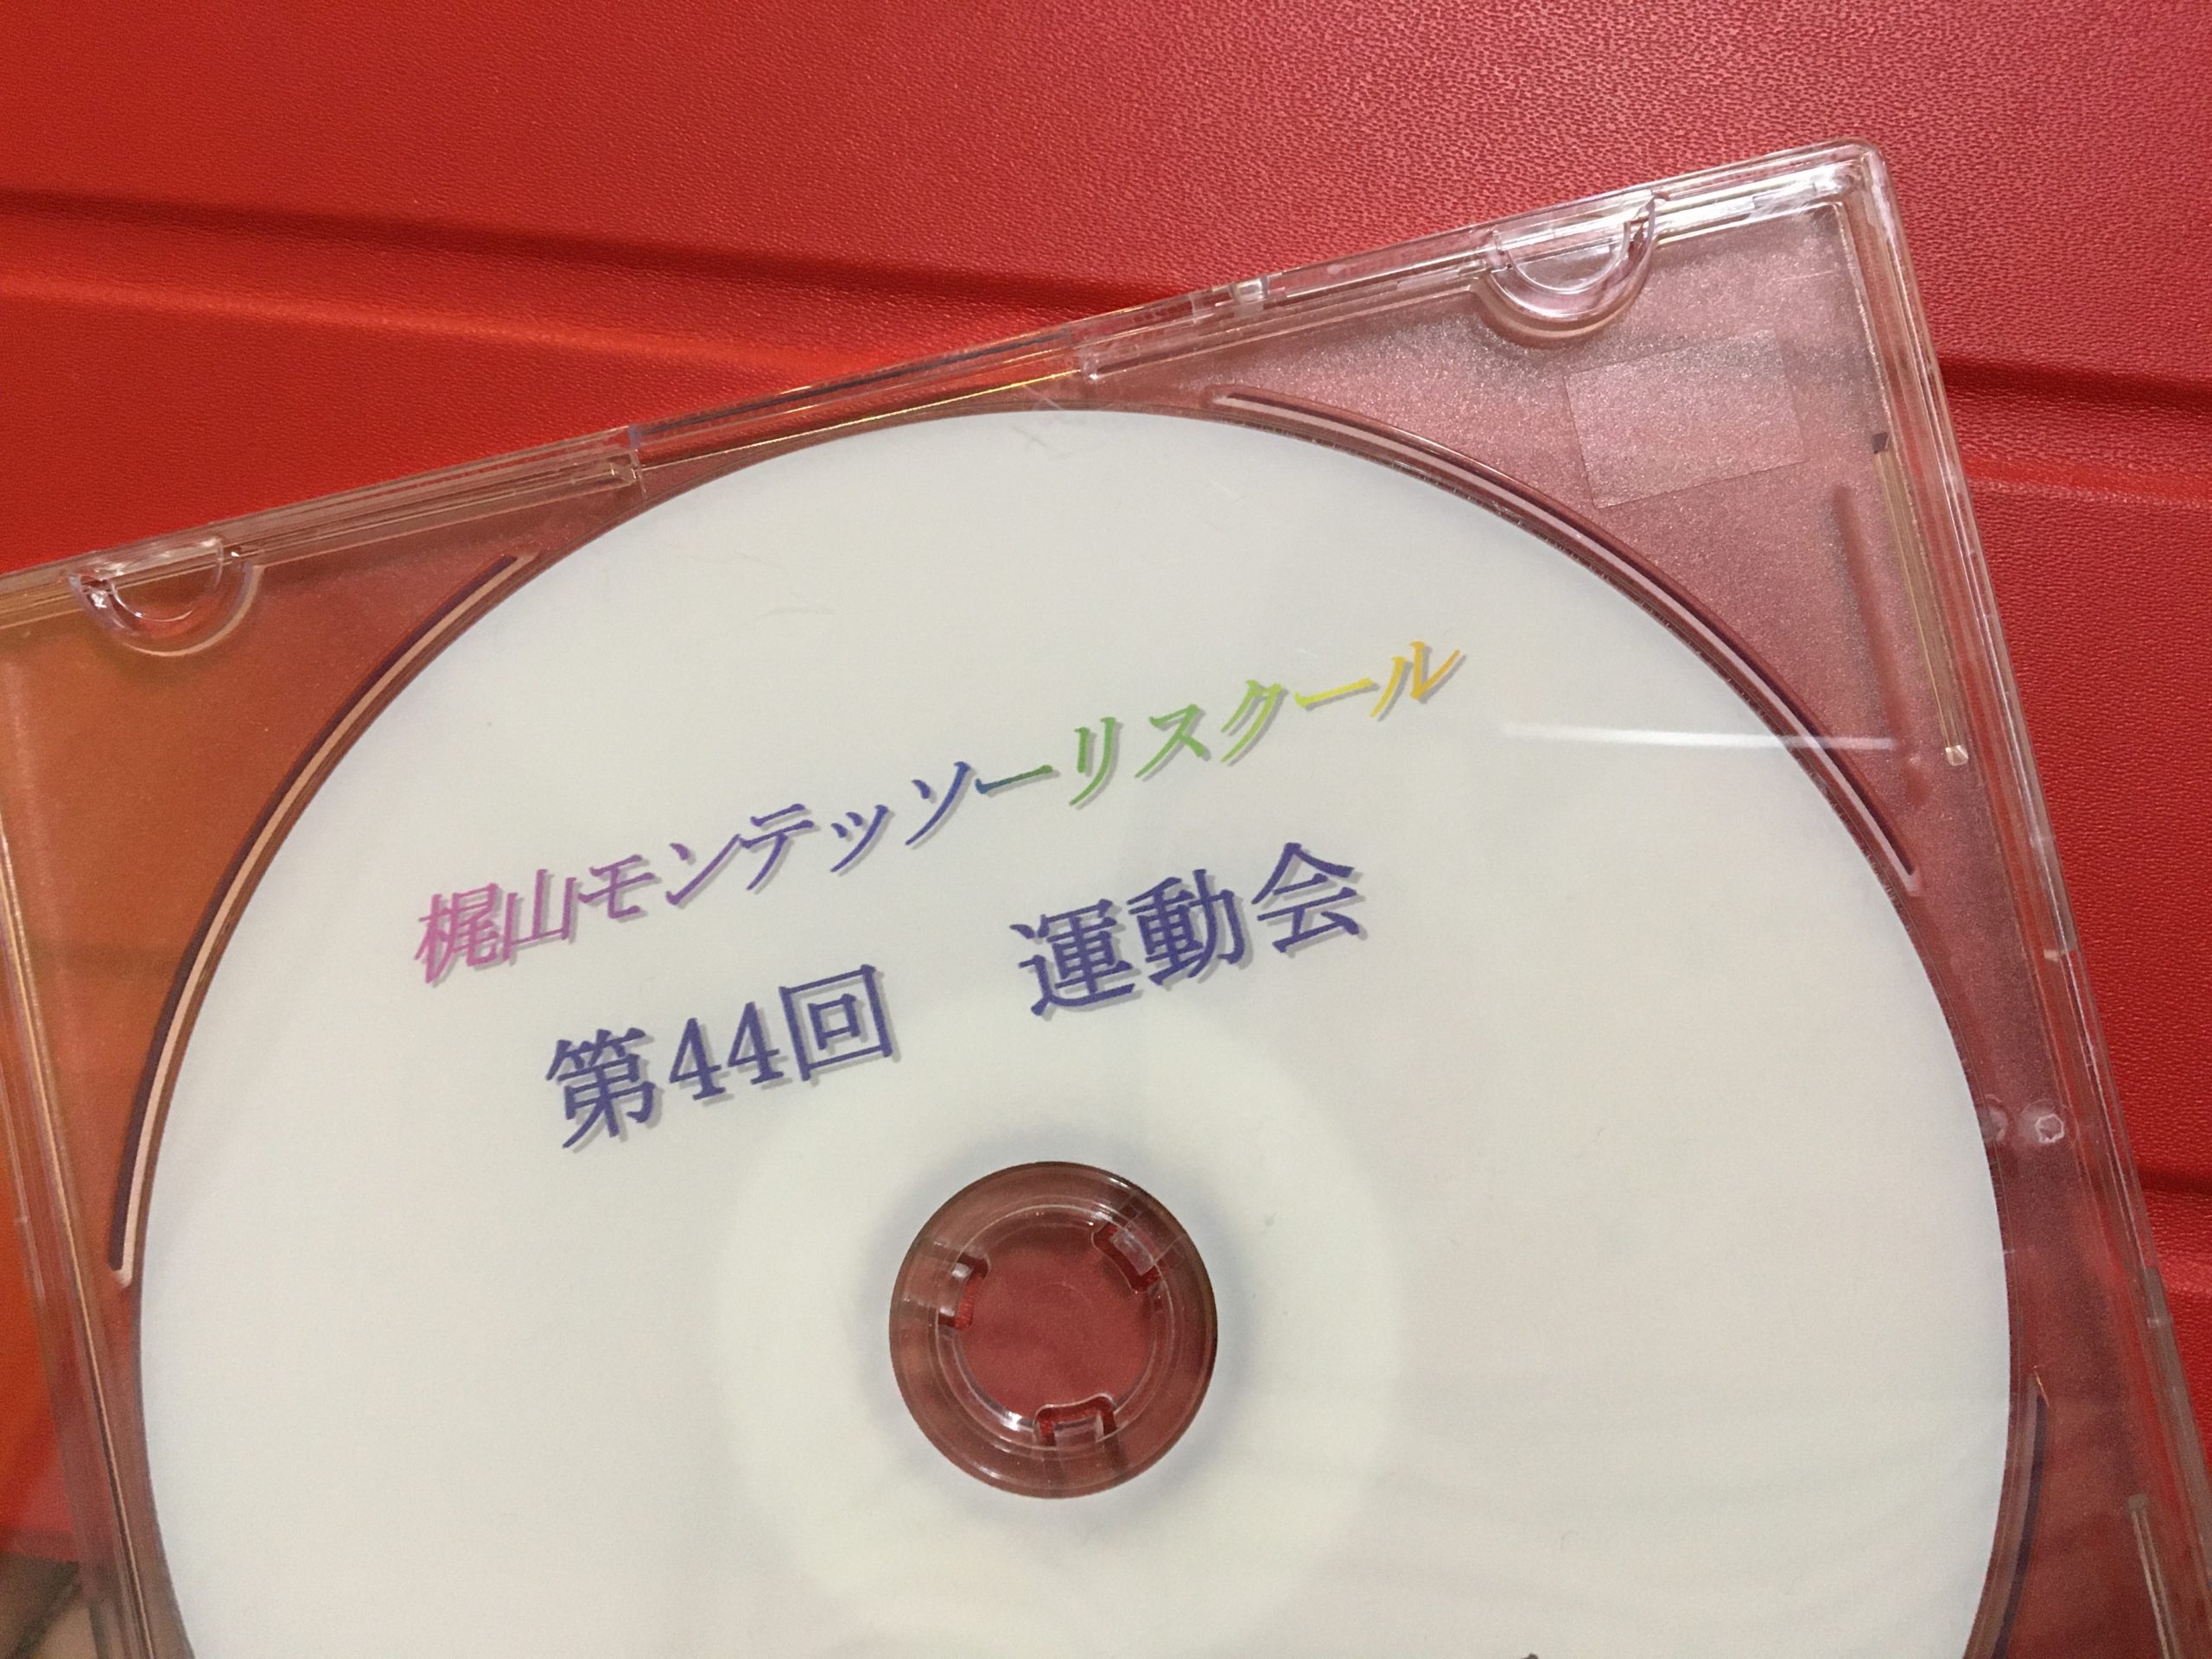 梶山モンテッソーリスクール
第44回　運動会